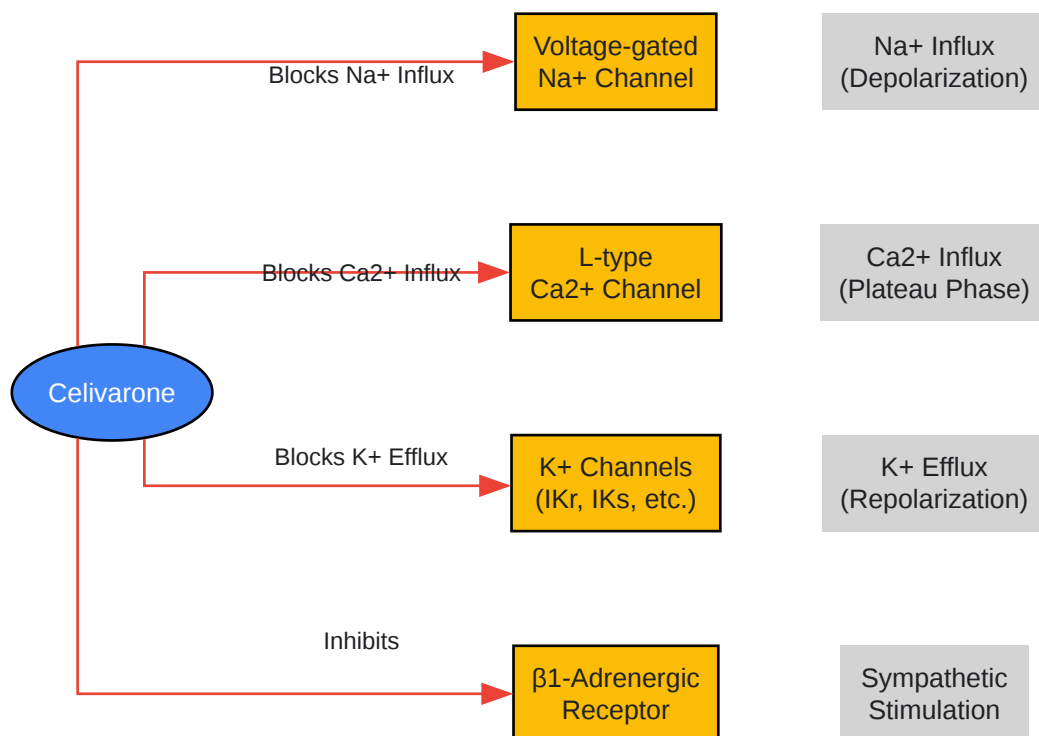 Voltage-gated
Na+ Channel
Na+ Influx
(Depolarization)
Blocks Na+ Influx
L-type
Ca2+ Channel
Ca2+ Influx
(Plateau Phase)
Blocks Ca2+ Influx
Celivarone
Blocks K+ Efflux
K+ Channels
(IKr, IKs, etc.)
K+ Efflux
(Repolarization)
Inhibits
β1-Adrenergic
Receptor
Sympathetic
Stimulation